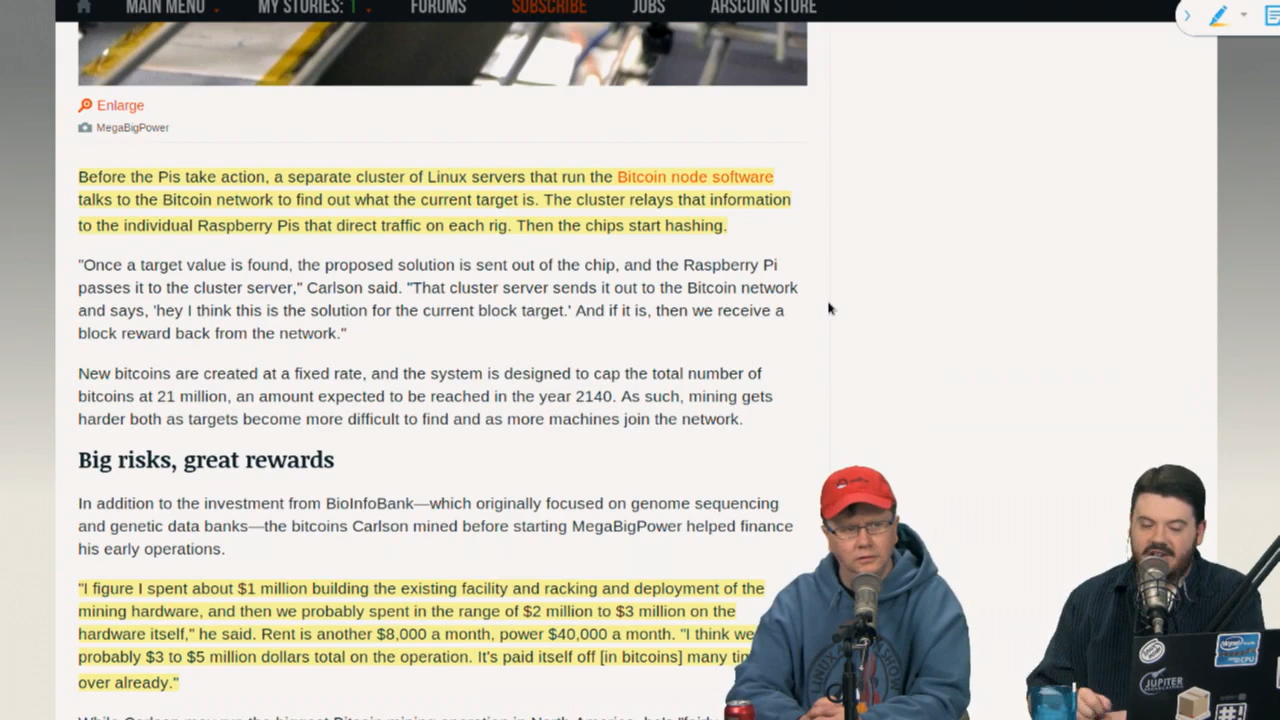 MAIN MENU MY STORIES: 1 FORUMS SUBSCRIBE JOBS ARSCOIN STORE
Enlarge
MegaBigPower
Before the Pis take action, a separate cluster of Linux servers that run the Bitcoin node software
talks to the Bitcoin network to find out what the current target is. The cluster relays that information
to the individual Raspberry Pis that direct traffic on each rig. Then the chips start hashing.
"Once a target value is found, the proposed solution is sent out of the chip, and the Raspberry Pi
passes it to the cluster server," Carlson said. "That cluster server sends it out to the Bitcoin network
and says, 'hey I think this is the solution for the current block target.' And if it is, then we receive a
block reward back from the network."
New bitcoins are created at a fixed rate, and the system is designed to cap the total number of
bitcoins at 21 million, an amount expected to be reached in the year 2140. As such, mining gets
harder both as targets become more difficult to find and as more machines join the network.
Big risks, great rewards
In addition to the investment from BioInfoBank—which originally focused on genome sequencing
and genetic data banks—the bitcoins Carlson mined before starting MegaBigPower helped finance
his early operations.
"I figure I spent about $1 million building the existing facility and racking and deployment of the
mining hardware, and then we probably spent in the range of $2 million to $3 million on the
hardware itself," he said. Rent is another $8,000 a month, power $40,000 a month. "I think we
probably $3 to $5 million dollars total on the operation. It's paid itself off [in bitcoins] many
over already."
LINUX
JUPITER
BROADCASTING
CPU
#!